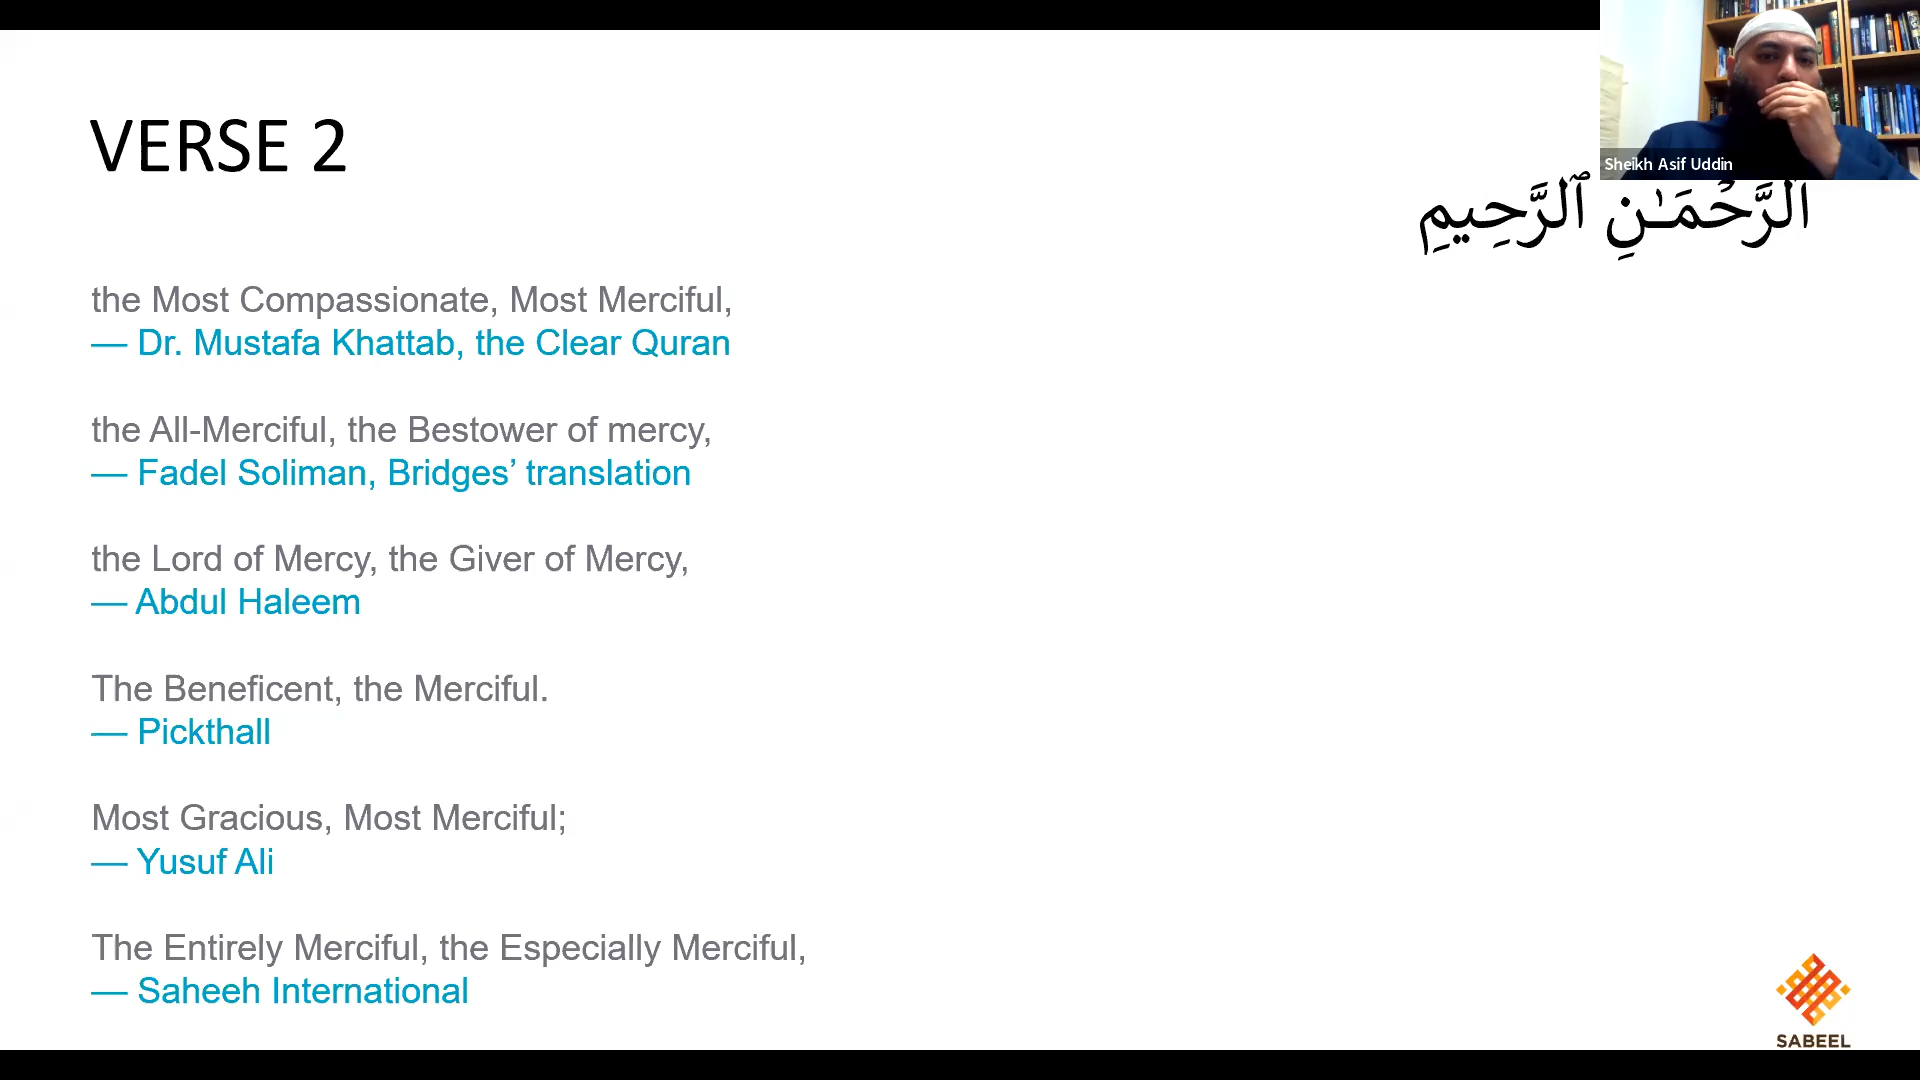 VERSE 2
Sheikh Asif Uddin
ٱلرَّحْمَـٰنِ ٱلرَّحِيمِ
the Most Compassionate, Most Merciful,
— Dr. Mustafa Khattab, the Clear Quran
the All-Merciful, the Bestower of mercy,
— Fadel Soliman, Bridges’ translation
the Lord of Mercy, the Giver of Mercy,
— Abdul Haleem
The Beneficent, the Merciful.
— Pickthall
Most Gracious, Most Merciful;
— Yusuf Ali
The Entirely Merciful, the Especially Merciful,
— Saheeh International
SABEEL